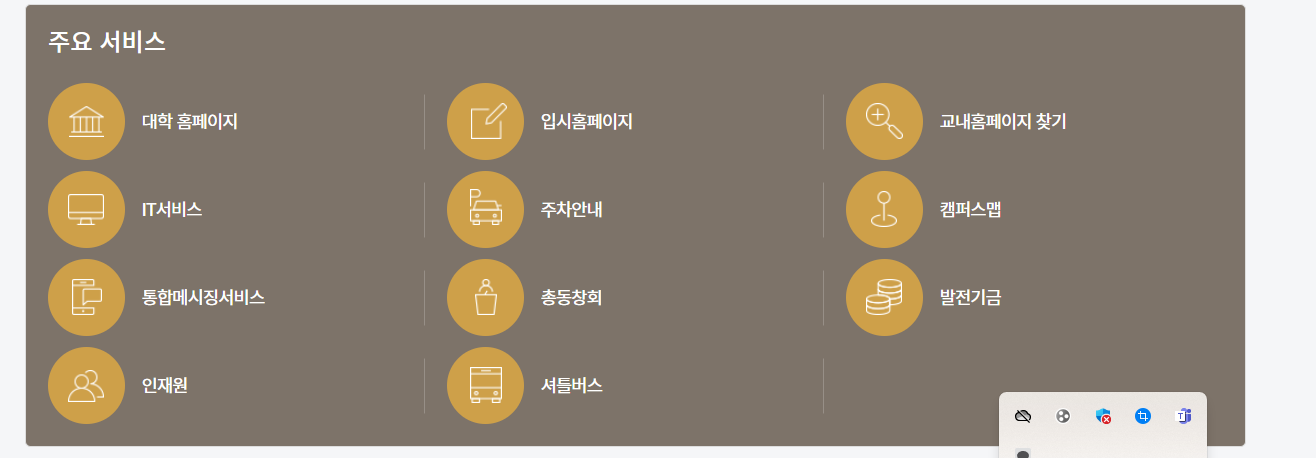 주요 서비스
대학 홈페이지
입시홈페이지
교내홈페이지 찾기
IT서비스
주차안내
캠퍼스맵
통합메시징서비스
총동창회
발전기금
인재원
셔틀버스